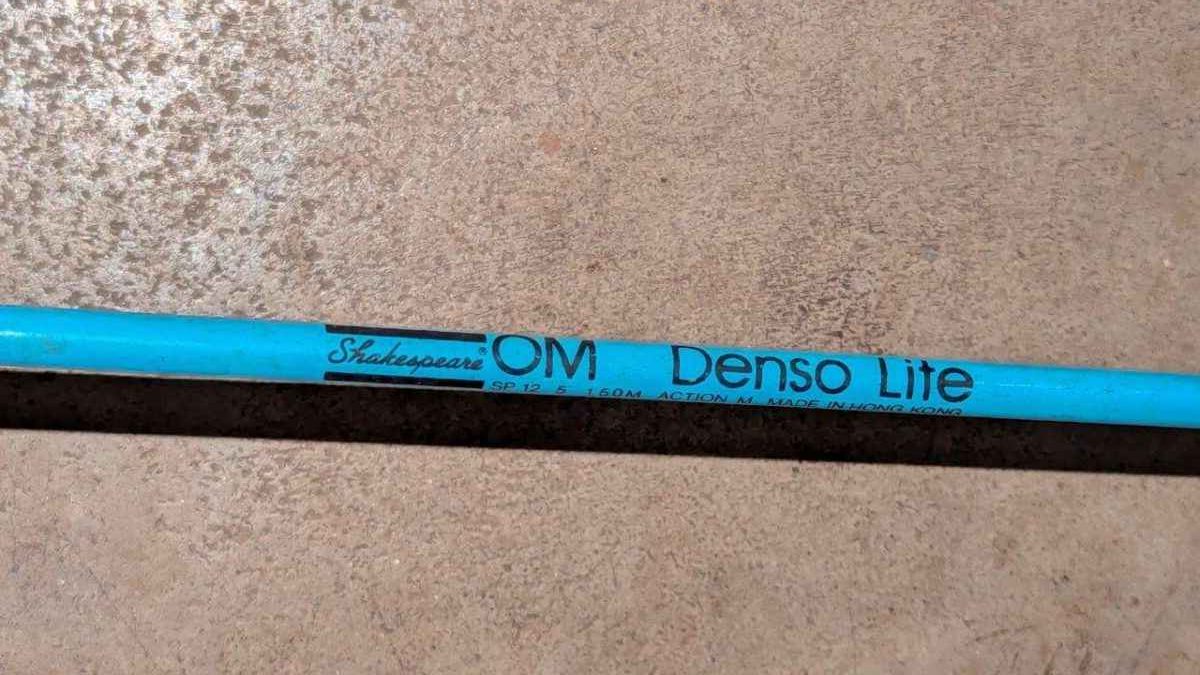 Shakespeare® OM Denso Lite
SP 12 5 1.50M ACTION M MADE IN HONG KONG